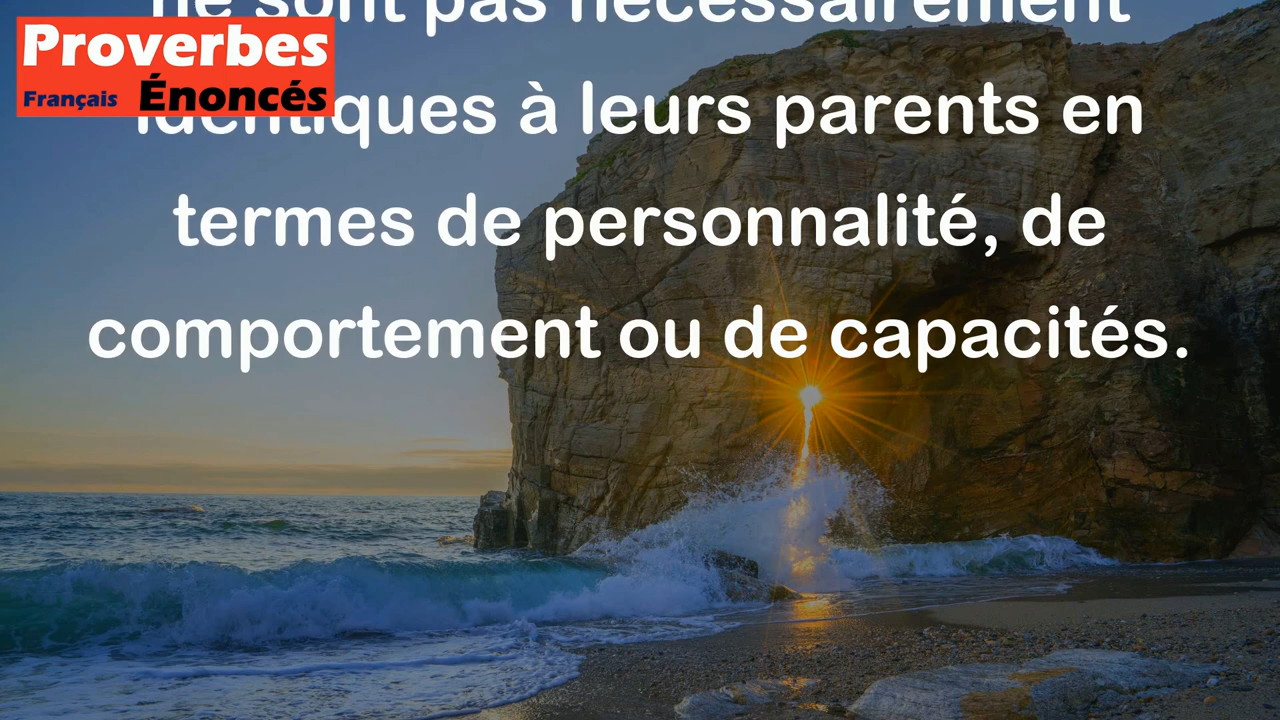 Proverbes
Français Énoncés
ne sont pas nécessairement
identiques à leurs parents en
termes de personnalité, de
comportement ou de capacités.